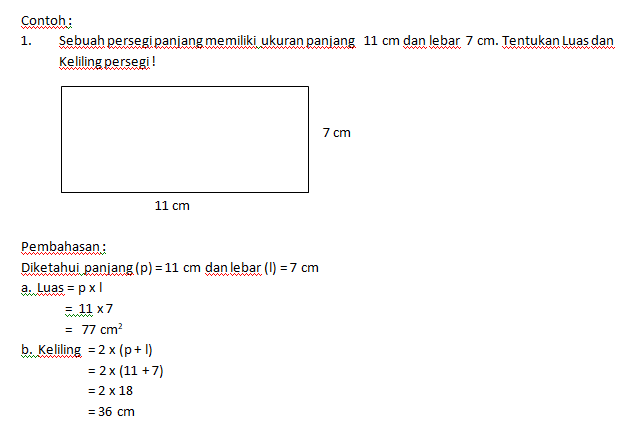 Contoh :
1. Sebuah persegi panjang memiliki ukuran panjang 11 cm dan lebar 7 cm. Tentukan Luas dan
Keliling persegi !
7 cm
11 cm
Pembahasan :
Diketahui panjang (p) = 11 cm dan lebar (l) = 7 cm
a. Luas = p x l
= 11 x 7
= 77 cm²
b. Keliling = 2 x (p + l)
= 2 x (11 + 7)
= 2 x 18
= 36 cm